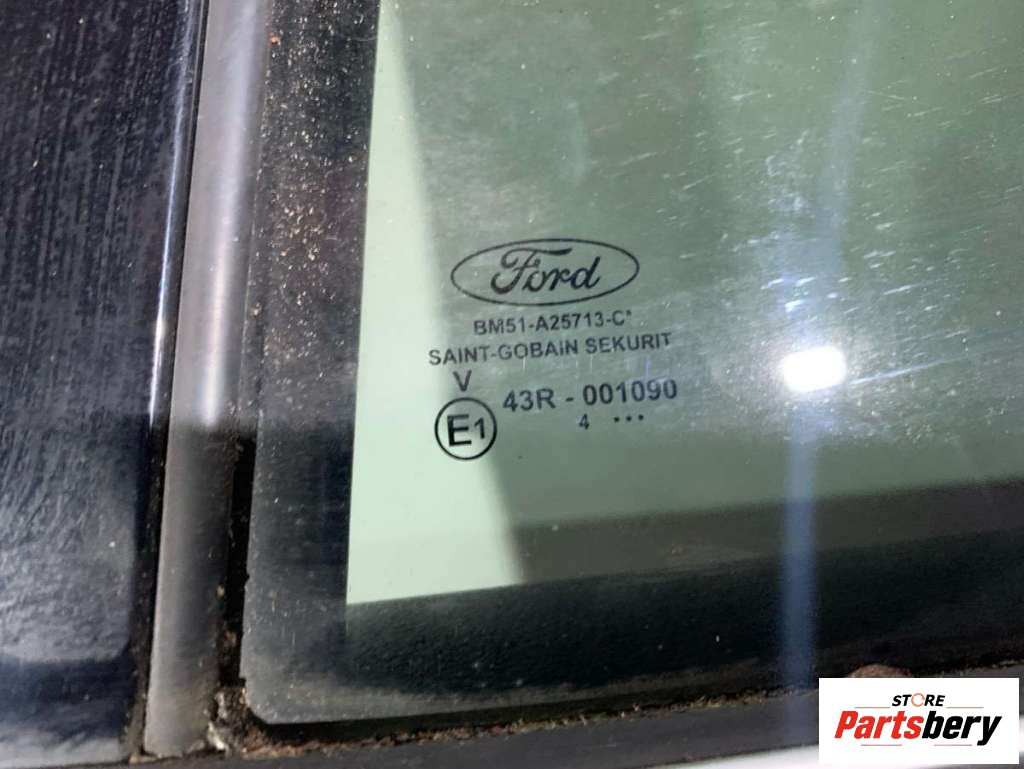 Ford
BM51-A25713-C*
SAINT-GOBAIN SEKURIT
V
43R - 001090
E1
4 •••
STORE
Partsbery